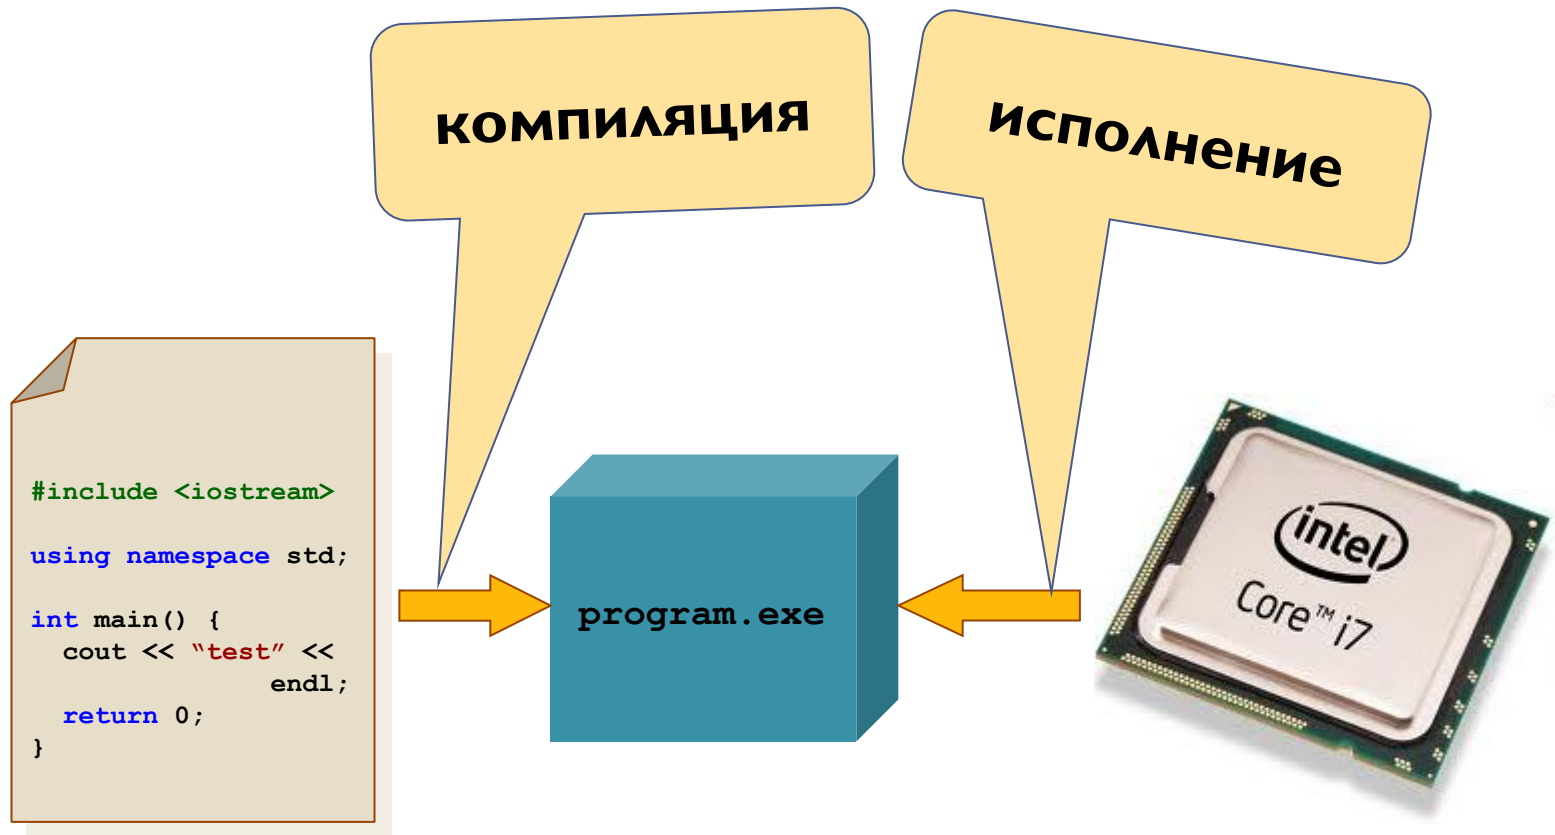 компиляция
исполнение
#include <iostream>
using namespace std;
int main() {
cout << “test” <<
endl;
return 0;
}
program.exe
intel
Core™ i7